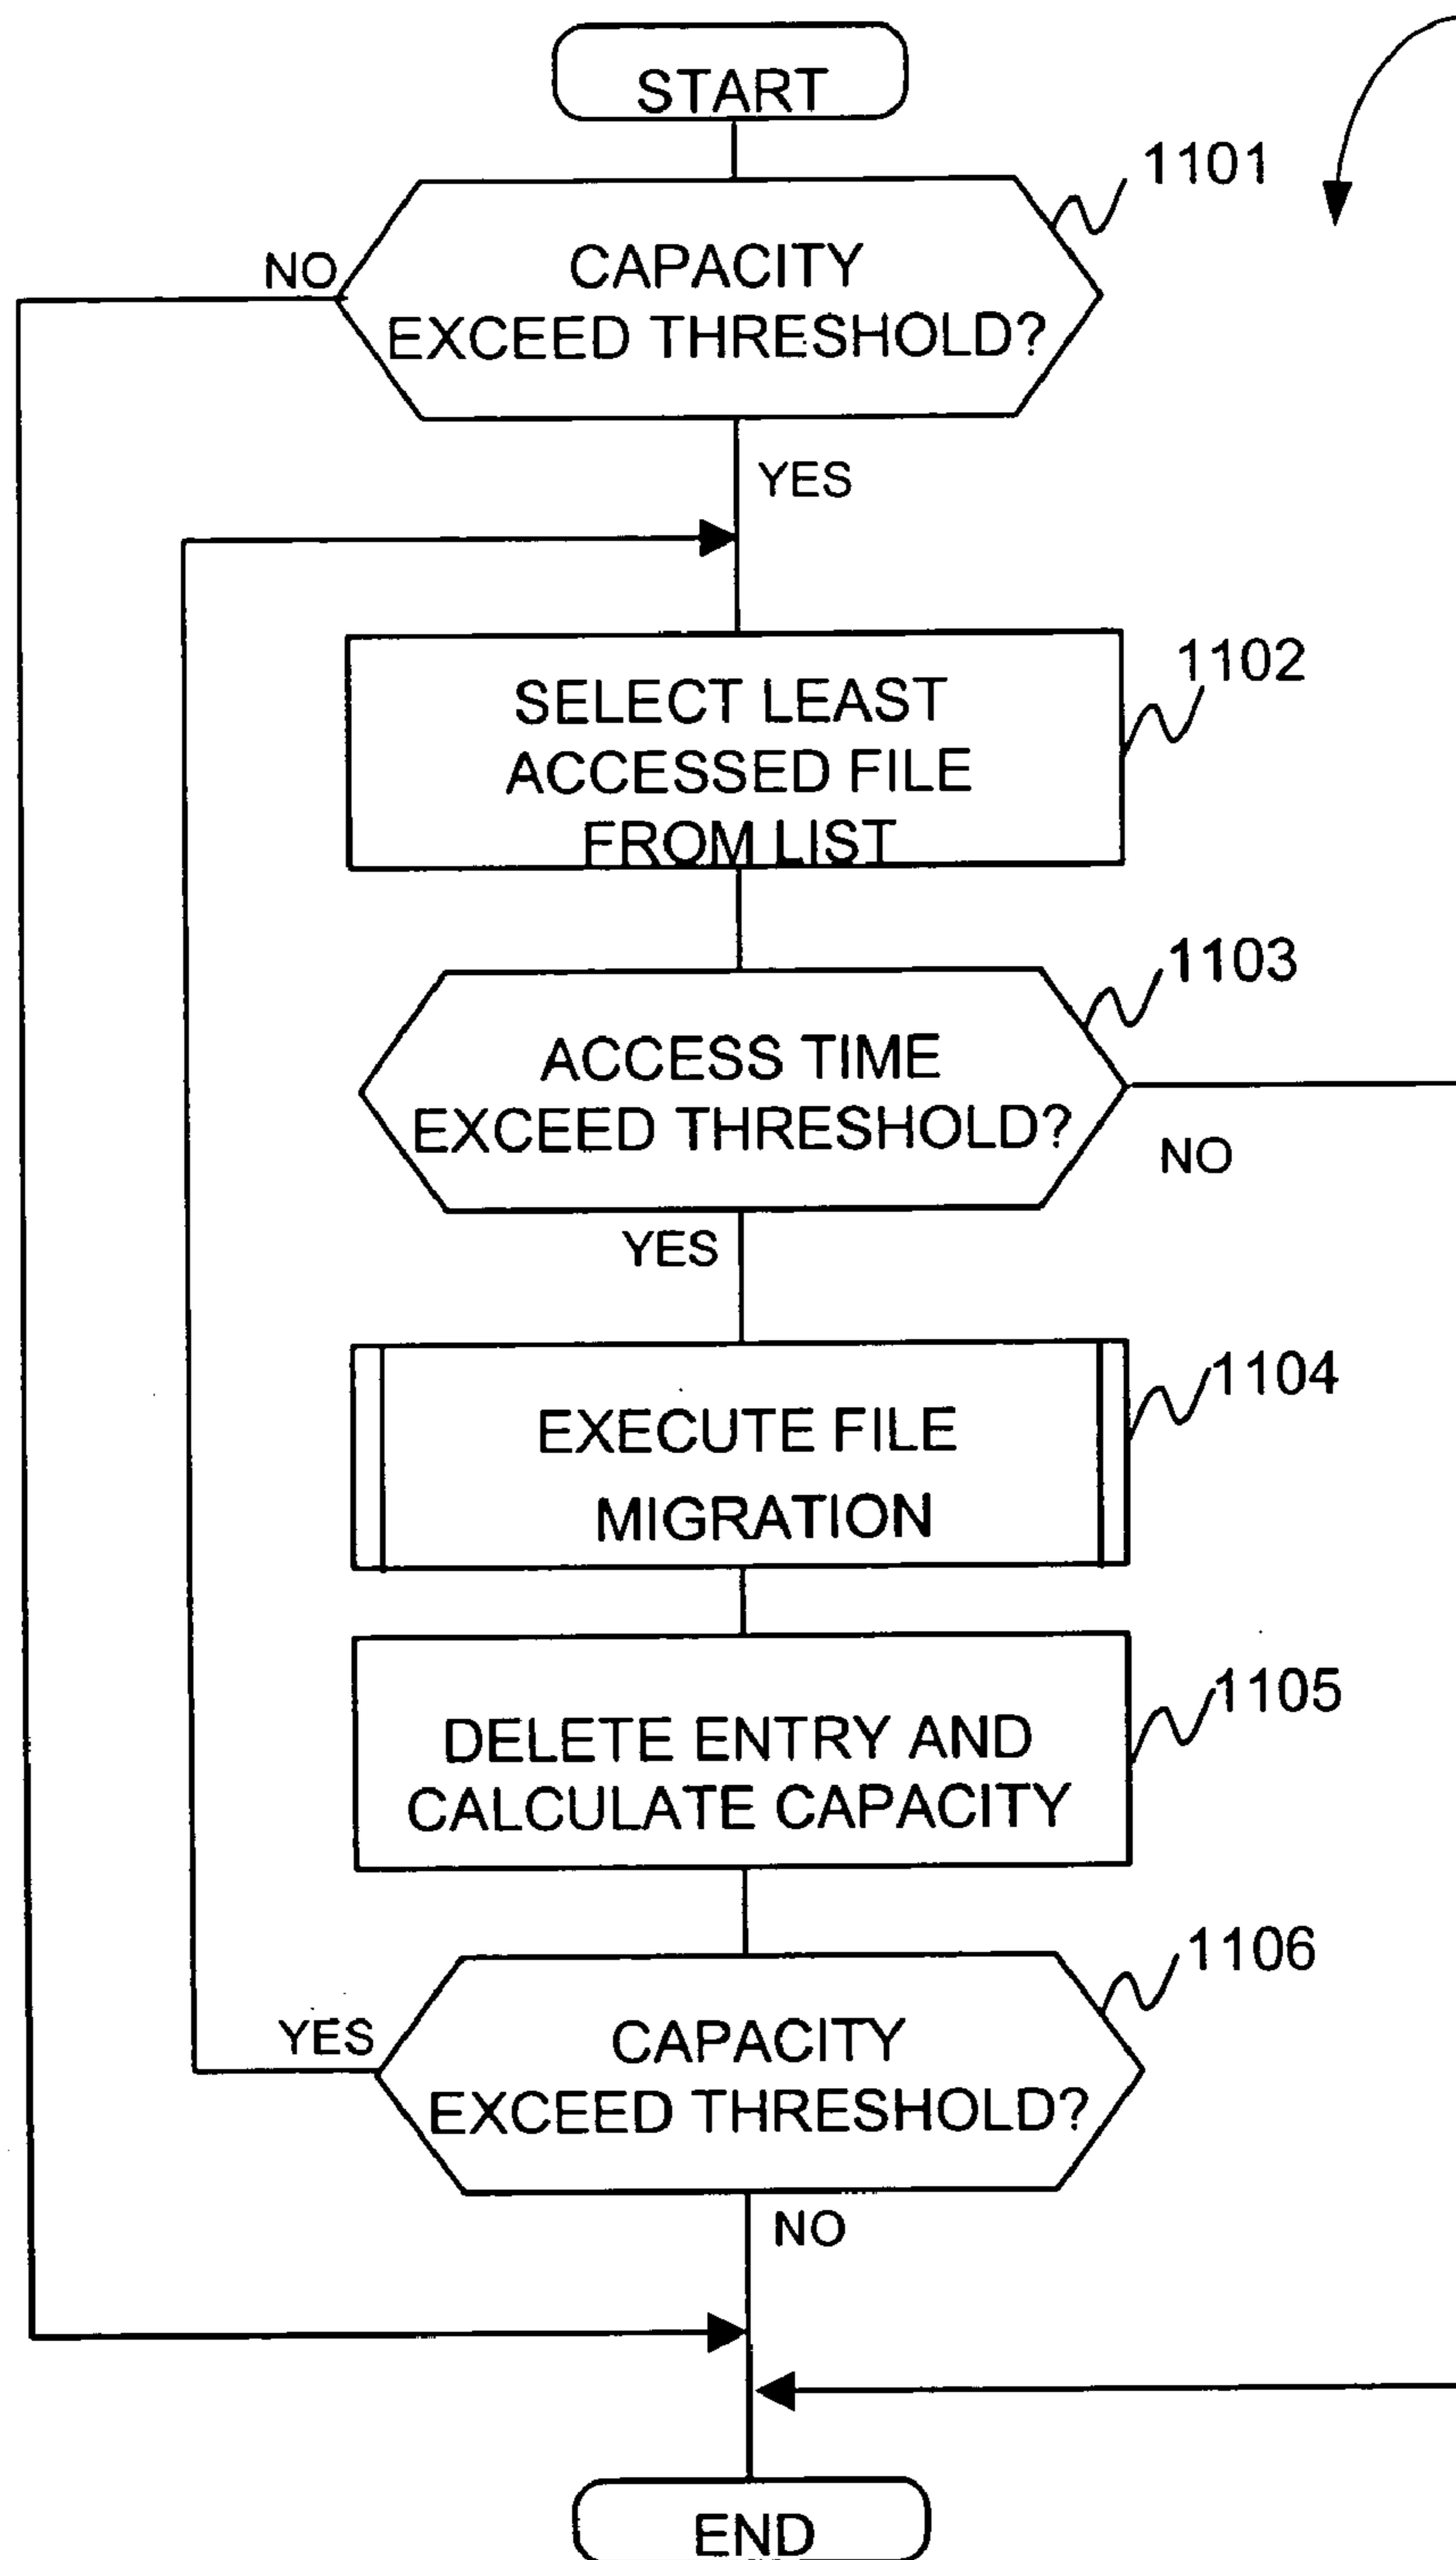 START
1101
NO
CAPACITY
EXCEED THRESHOLD?
YES
1102
SELECT LEAST
ACCESSED FILE
FROM LIST
1103
ACCESS TIME
EXCEED THRESHOLD?
NO
YES
1104
EXECUTE FILE
MIGRATION
1105
DELETE ENTRY AND
CALCULATE CAPACITY
1106
YES
CAPACITY
EXCEED THRESHOLD?
NO
END